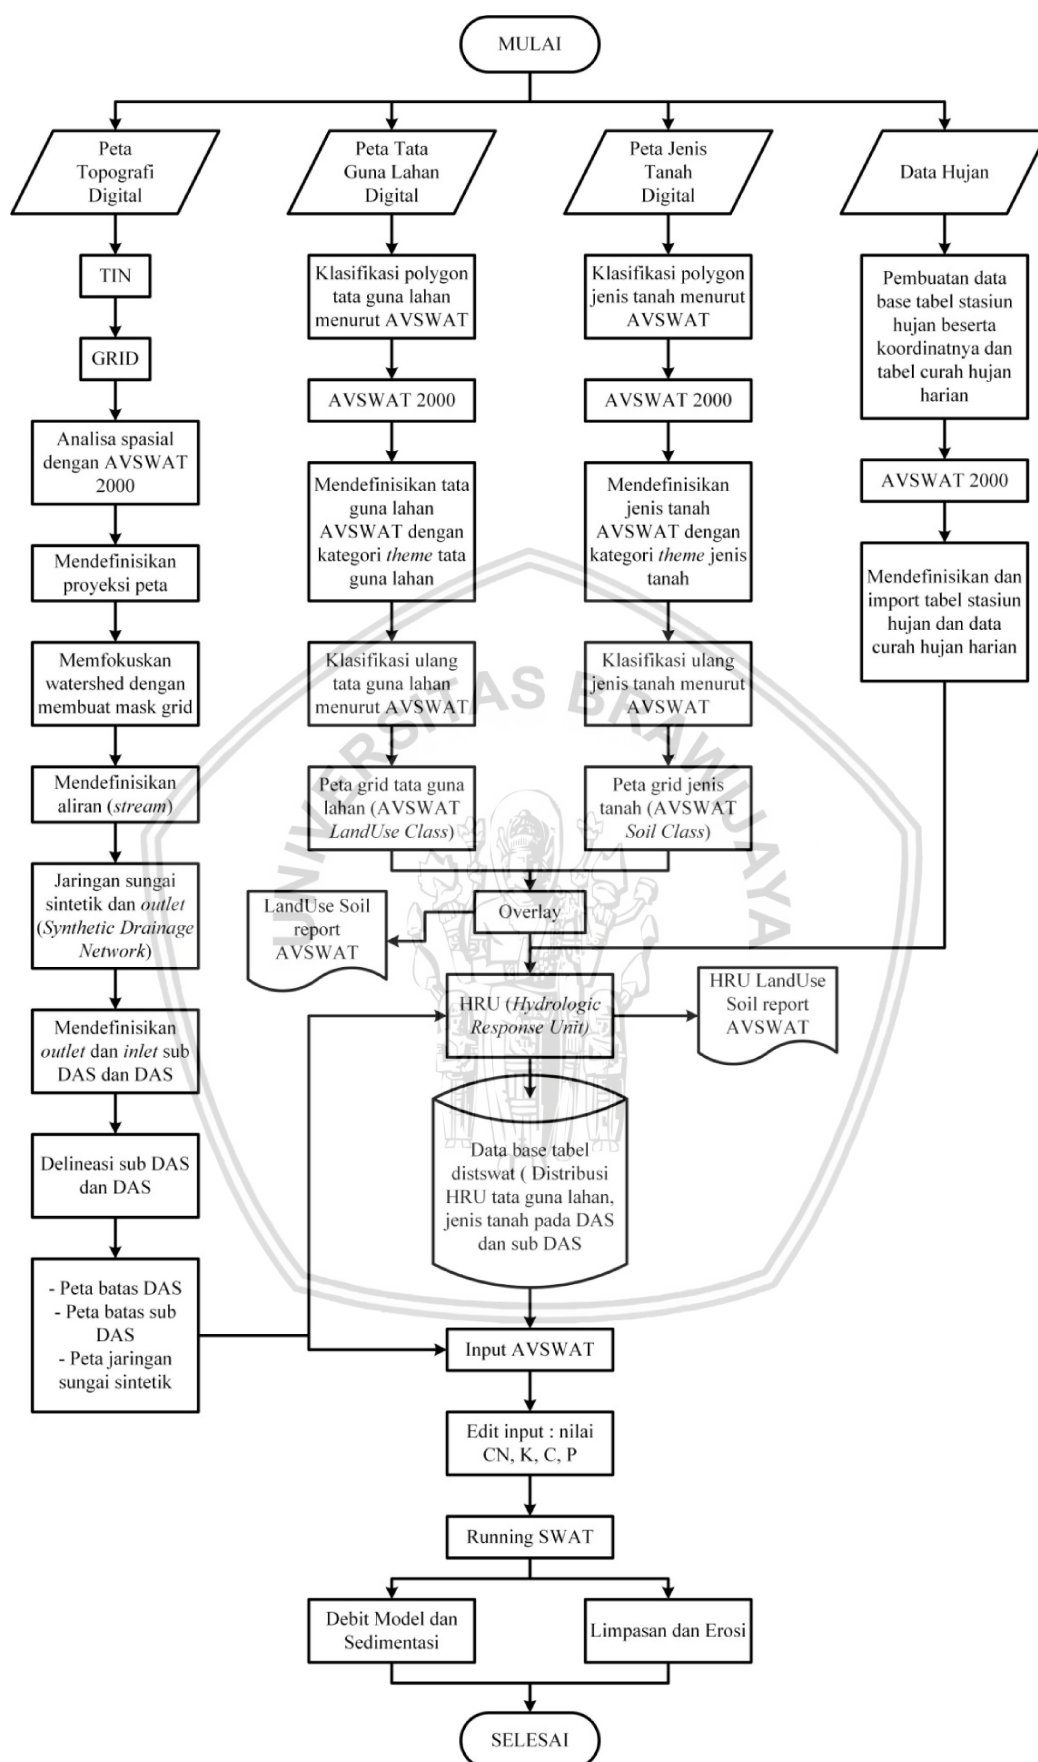 MULAI
Peta
Topografi
Digital
Peta Tata
Guna Lahan
Digital
Peta Jenis
Tanah
Digital
Data Hujan
TIN
GRID
Analisa spasial
dengan AVSWAT
2000
Mendefinisikan
proyeksi peta
Memfokuskan
watershed dengan
membuat mask grid
Mendefinisikan
aliran (stream)
Jaringan sungai
sintetik dan outlet
(Synthetic Drainage
Network)
Mendefinisikan
outlet dan inlet sub
DAS dan DAS
Delineasi sub DAS
dan DAS
- Peta batas DAS
- Peta batas sub
DAS
- Peta jaringan
sungai sintetik
Klasifikasi polygon
tata guna lahan
menurut AVSWAT
AVSWAT 2000
Mendefinisikan tata
guna lahan
AVSWAT dengan
kategori theme tata
guna lahan
Klasifikasi ulang
tata guna lahan
menurut AVSWAT
Peta grid tata guna
lahan (AVSWAT
LandUse Class)
Klasifikasi polygon
jenis tanah menurut
AVSWAT
AVSWAT 2000
Mendefinisikan
jenis tanah
AVSWAT dengan
kategori theme jenis
tanah
Klasifikasi ulang
jenis tanah menurut
AVSWAT
Peta grid jenis
tanah (AVSWAT
Soil Class)
Pembuatan data
base tabel stasiun
hujan beserta
koordinatnya dan
tabel curah hujan
harian
AVSWAT 2000
Mendefinisikan dan
import tabel stasiun
hujan dan data
curah hujan harian
Overlay
LandUse Soil
report
AVSWAT
HRU (Hydrologic
Response Unit)
HRU LandUse
Soil report
AVSWAT
Data base tabel
distswat ( Distribusi
HRU tata guna lahan,
jenis tanah pada DAS
dan sub DAS
Input AVSWAT
Edit input : nilai
CN, K, C, P
Running SWAT
Debit Model dan
Sedimentasi
Limpasan dan Erosi
SELESAI
UNIVERSITAS BRAWIJAYA